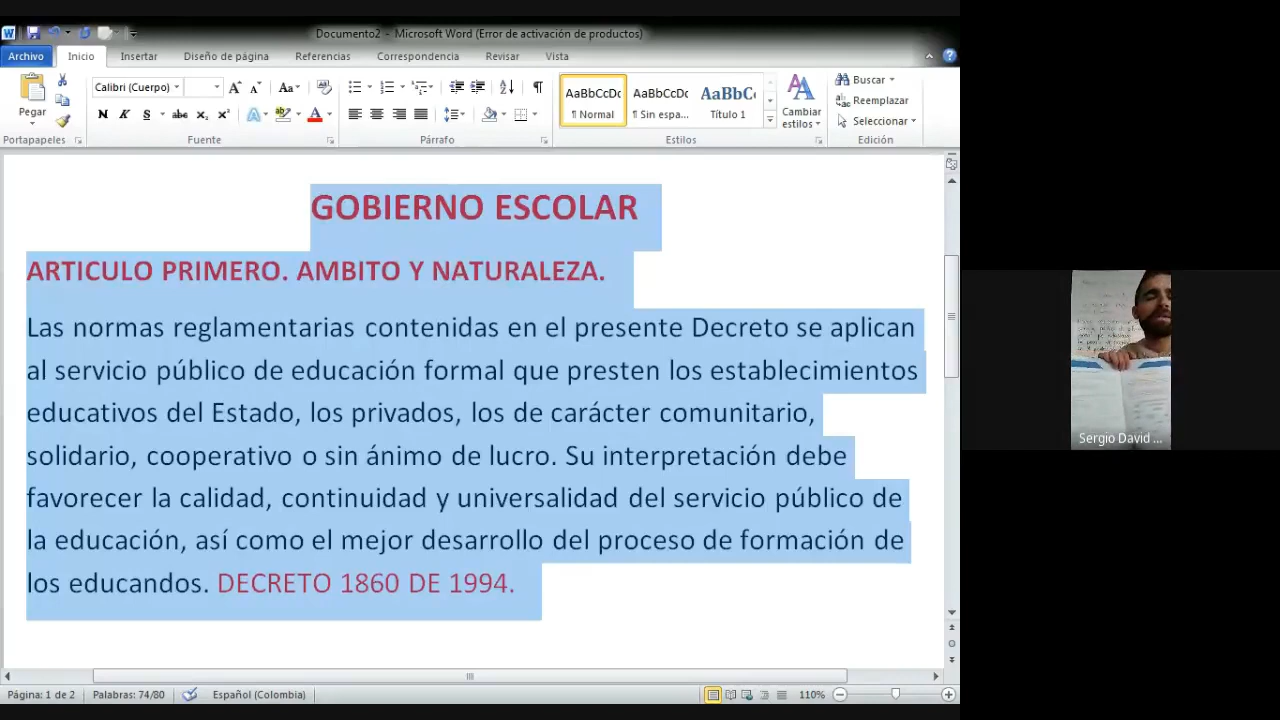 Documento2 - Microsoft Word (Error de activación de productos)
Archivo Inicio Insertar Diseño de página Referencias Correspondencia Revisar Vista
Pegar
Calibri (Cuerpo)
AaBbCcDc AaBbCcDc AaBbC
¶ Normal ¶ Sin espa... Título 1
Cambiar estilos
Buscar
Reemplazar
Seleccionar
Portapapeles Fuente Párrafo Estilos Edición
GOBIERNO ESCOLAR
ARTICULO PRIMERO. AMBITO Y NATURALEZA.
Las normas reglamentarias contenidas en el presente Decreto se aplican
al servicio público de educación formal que presten los establecimientos
educativos del Estado, los privados, los de carácter comunitario,
solidario, cooperativo o sin ánimo de lucro. Su interpretación debe
favorecer la calidad, continuidad y universalidad del servicio público de
la educación, así como el mejor desarrollo del proceso de formación de
los educandos. DECRETO 1860 DE 1994.
Sergio David ...
Página: 1 de 2 Palabras: 74/80 Español (Colombia) 110%